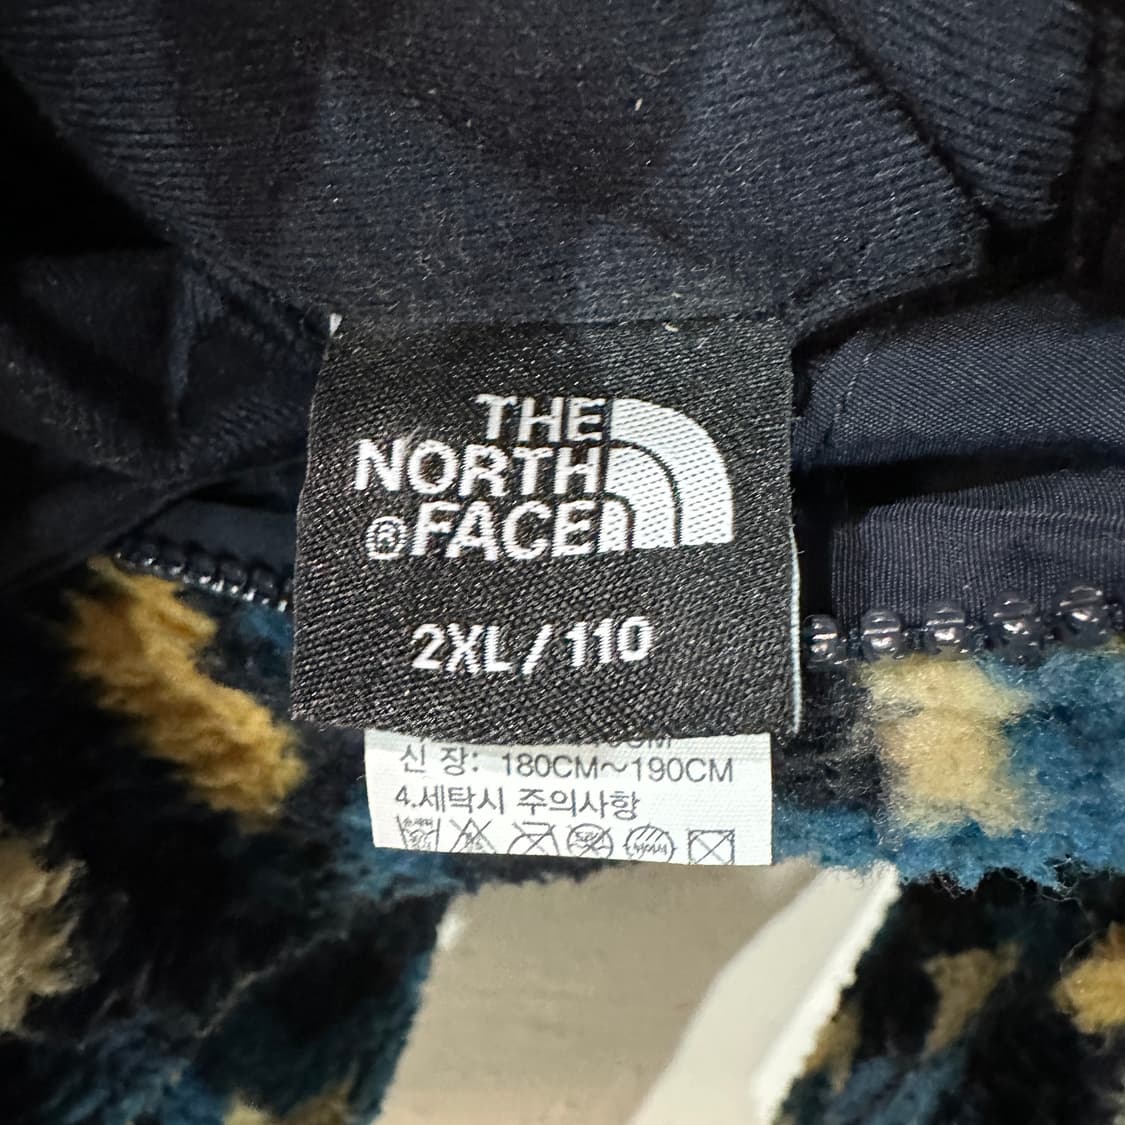 THE
NORTH
®FACE
2XL/110
신 장: 180CM~190CM
4.세탁시 주의사항